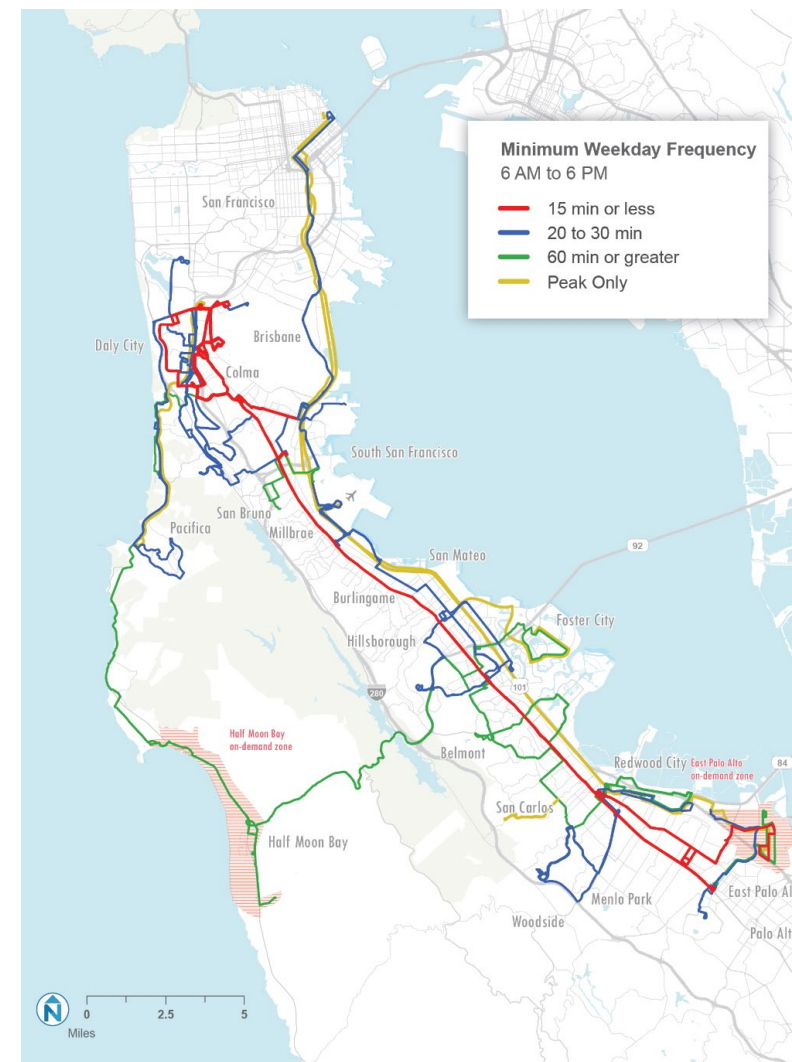 Minimum Weekday Frequency
6 AM to 6 PM
15 min or less
20 to 30 min
60 min or greater
Peak Only
San Francisco
Daly City
Brisbane
Colma
South San Francisco
San Bruno
Millbrae
Pacifica
San Mateo
92
Burlingame
Foster City
Hillsborough
280
101
Half Moon Bay
on-demand zone
Belmont
Redwood City
East Palo Alto
on-demand zone
84
San Carlos
Half Moon Bay
Menlo Park
East Palo Al
Woodside
Palo Alt
N
0
2.5
5
Miles